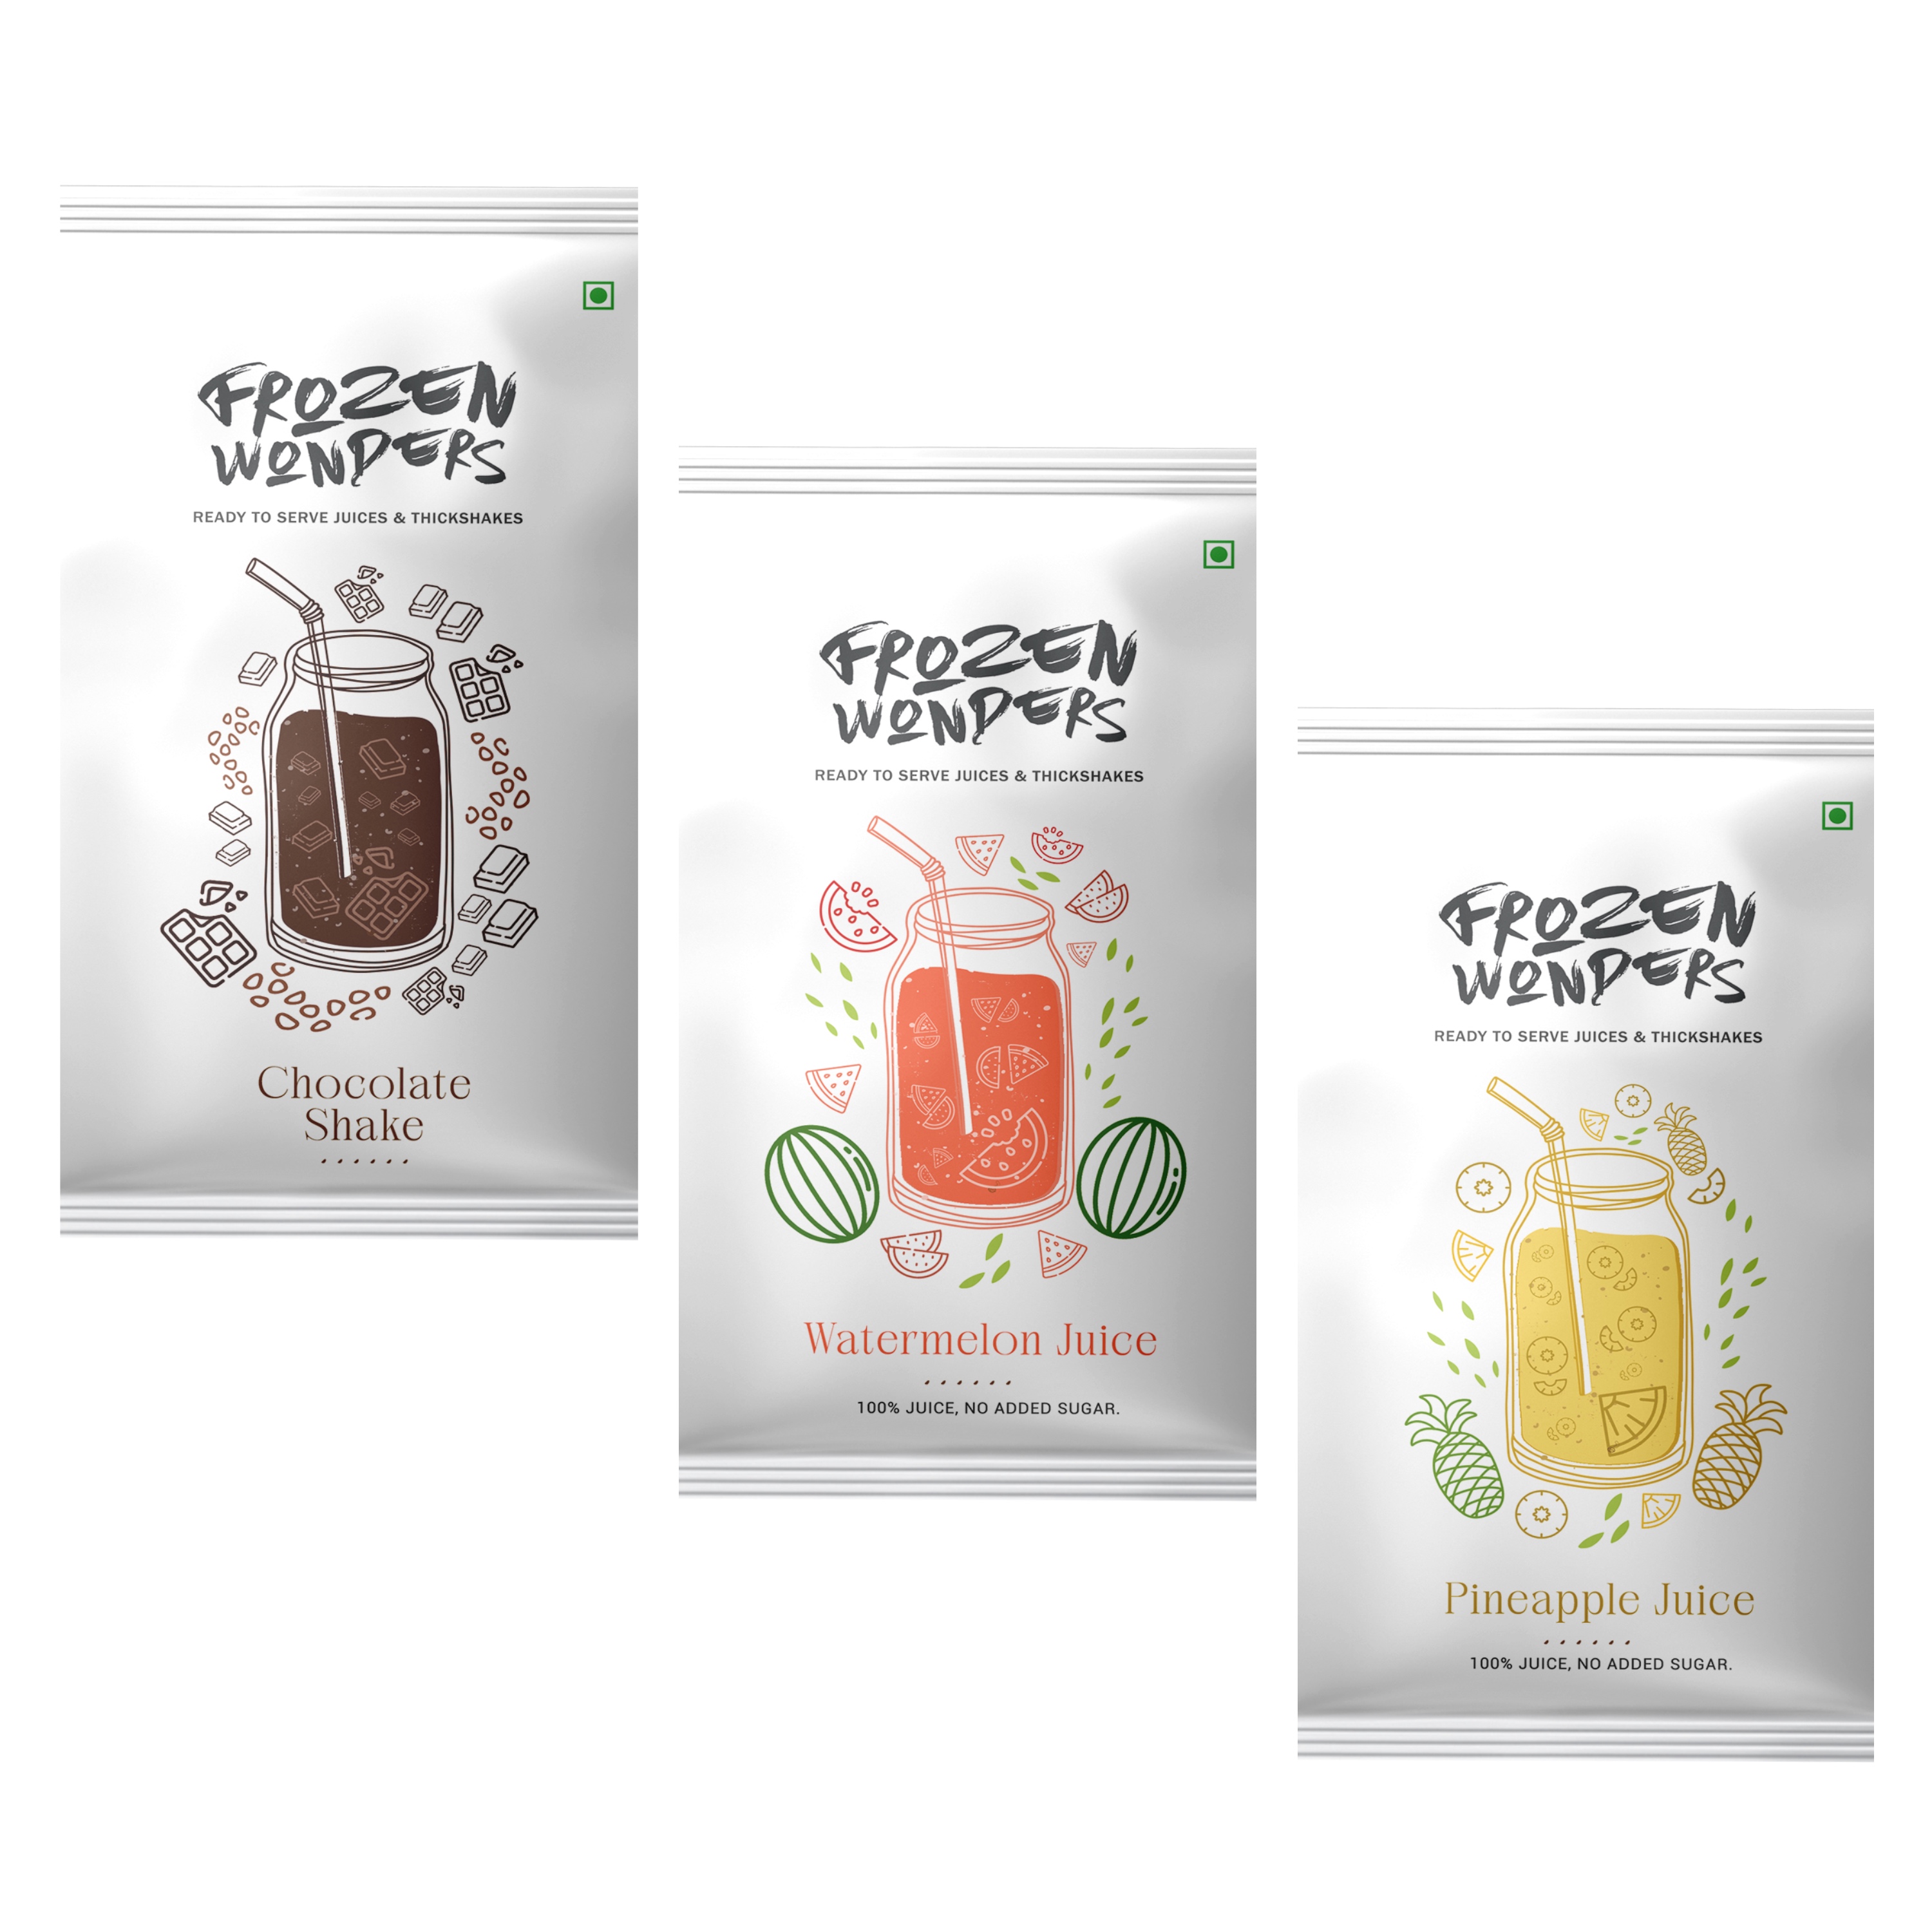 FROZEN
WONDERS
READY TO SERVE JUICES & THICKSHAKES
Chocolate
Shake
FROZEN
WONDERS
READY TO SERVE JUICES & THICKSHAKES
Watermelon Juice
100% JUICE, NO ADDED SUGAR.
FROZEN
WONDERS
READY TO SERVE JUICES & THICKSHAKES
Pineapple Juice
100% JUICE, NO ADDED SUGAR.